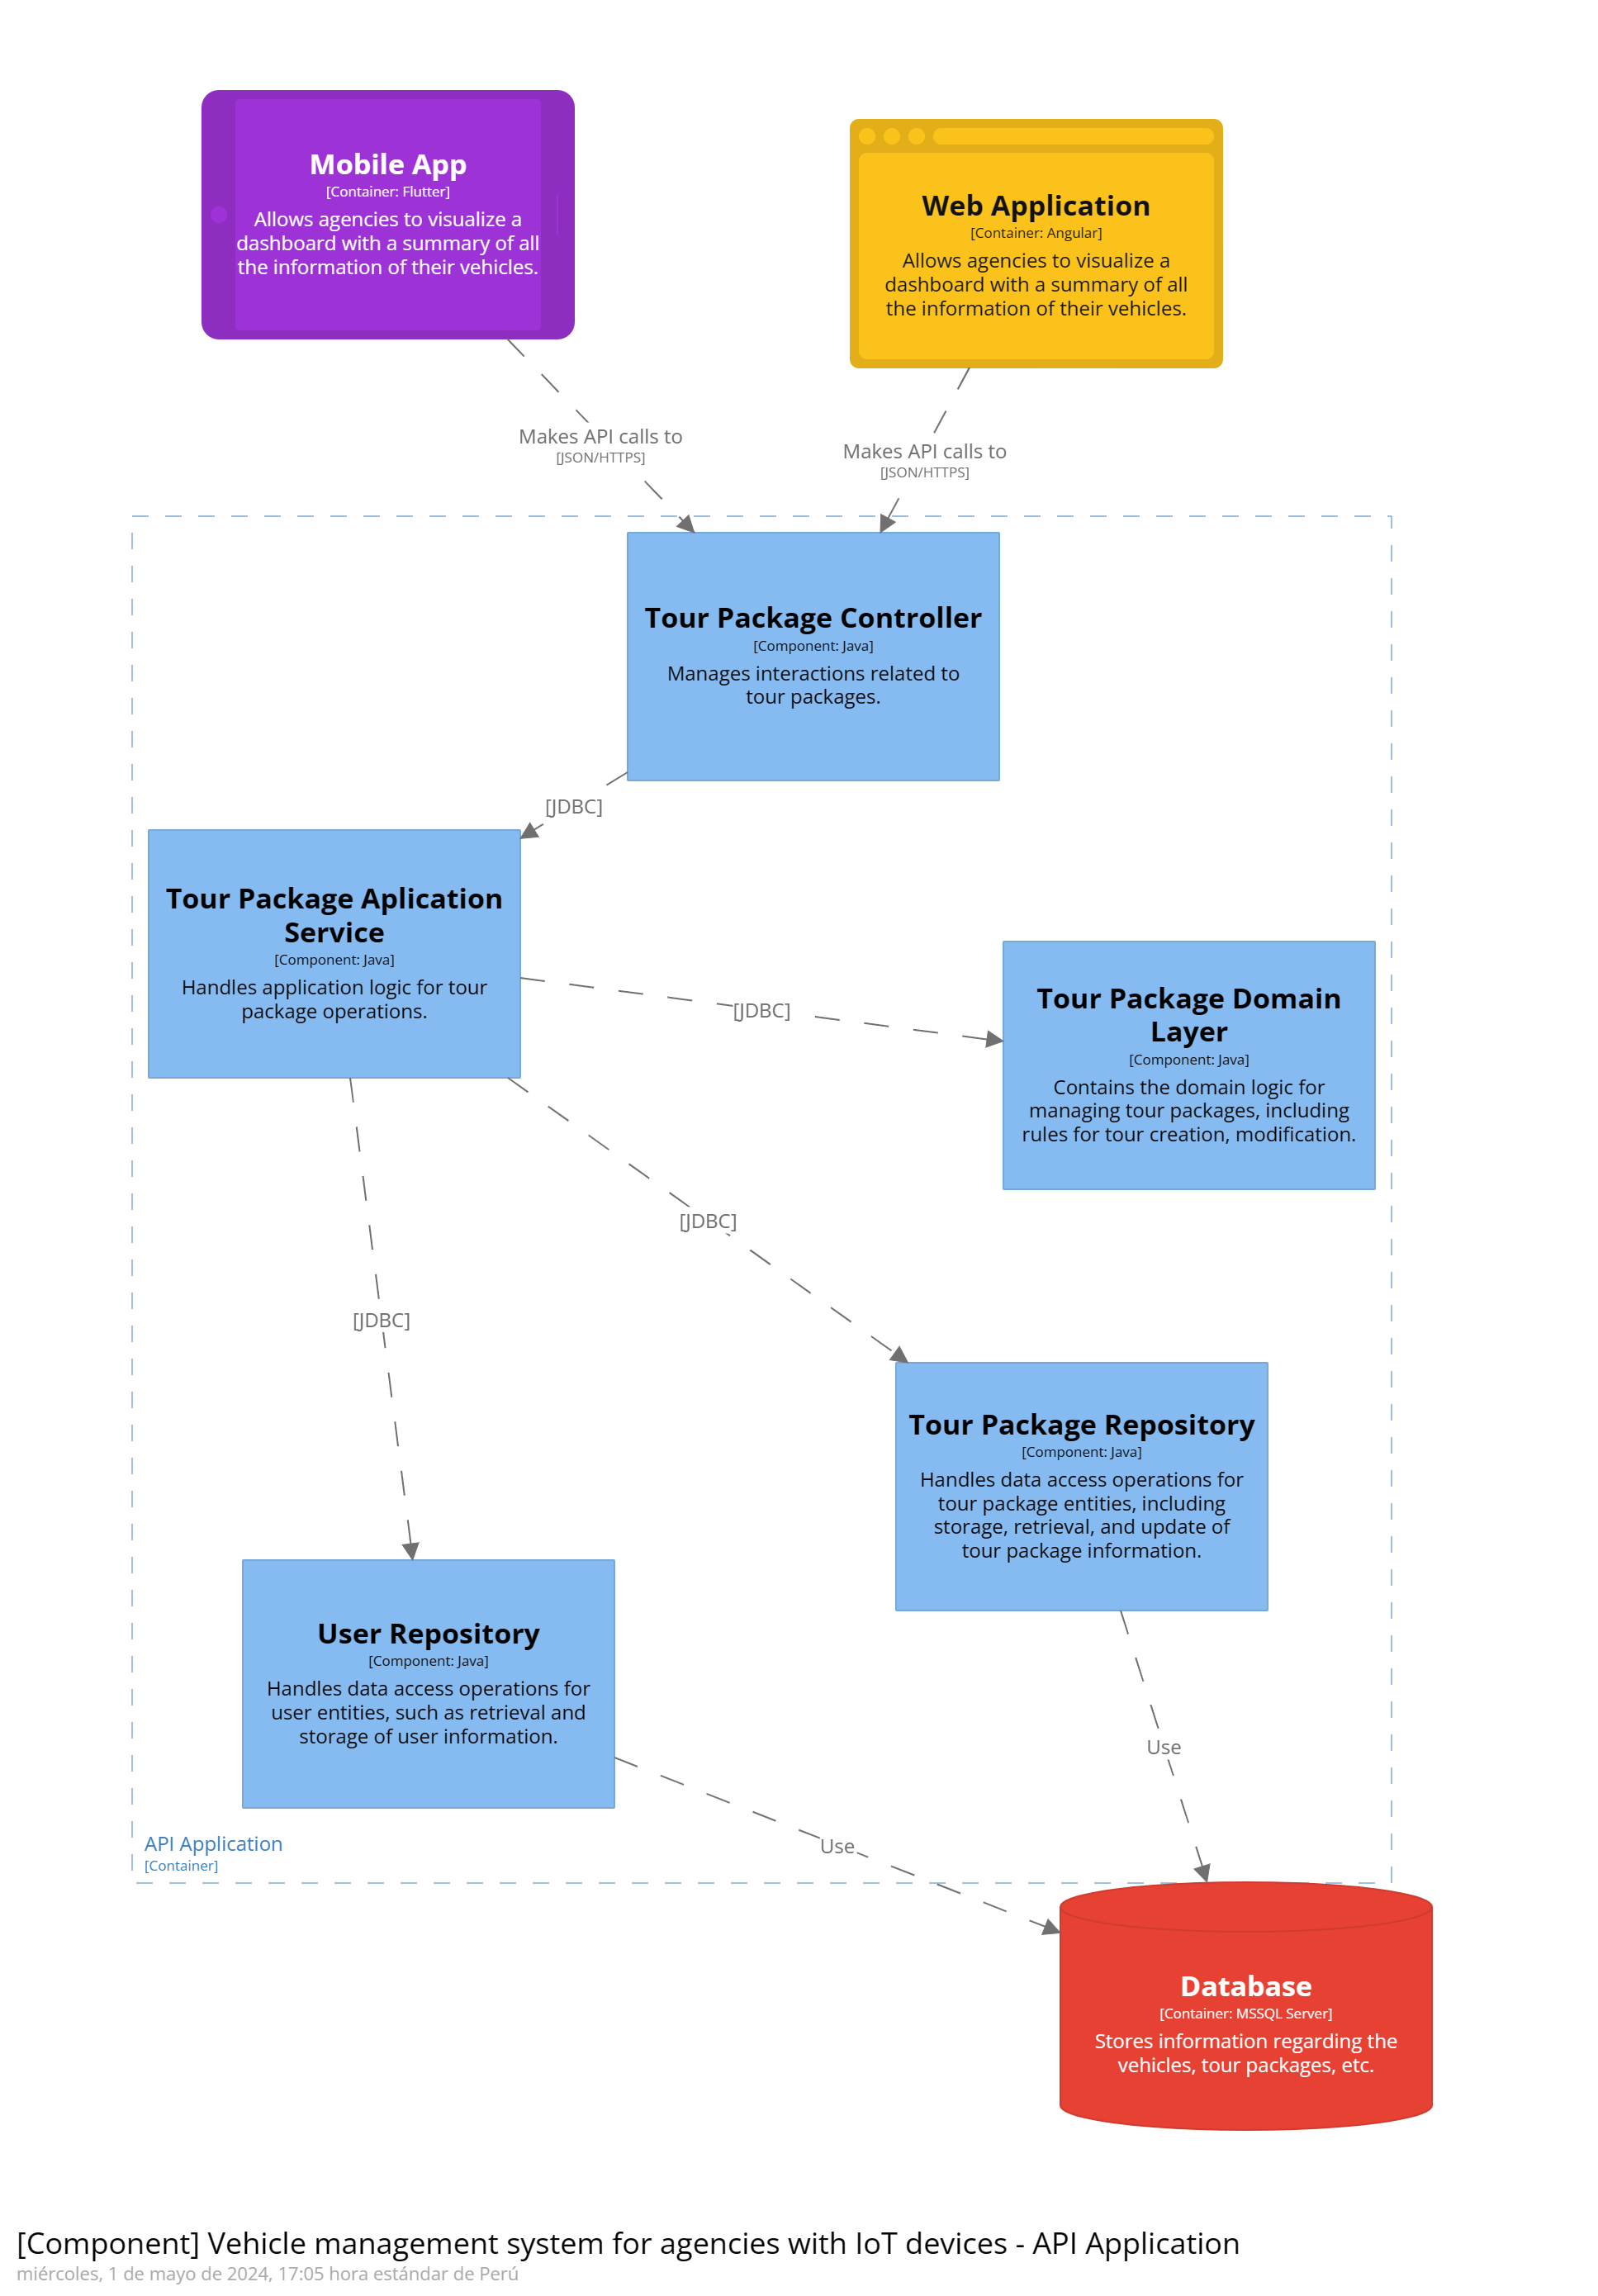 Mobile App
[Container: Flutter]
Allows agencies to visualize a
dashboard with a summary of all
the information of their vehicles.
Web Application
[Container: Angular]
Allows agencies to visualize a
dashboard with a summary of all
the information of their vehicles.
Makes API calls to
[JSON/HTTPS]
Makes API calls to
[JSON/HTTPS]
Tour Package Controller
[Component: Java]
Manages interactions related to
tour packages.
[JDBC]
Tour Package Aplication
Service
[Component: Java]
Handles application logic for tour
package operations.
[JDBC]
Tour Package Domain
Layer
[Component: Java]
Contains the domain logic for
managing tour packages, including
rules for tour creation, modification.
[JDBC]
[JDBC]
Tour Package Repository
[Component: Java]
Handles data access operations for
tour package entities, including
storage, retrieval, and update of
tour package information.
User Repository
[Component: Java]
Handles data access operations for
user entities, such as retrieval and
storage of user information.
Use
Use
API Application
[Container]
Database
[Container: MSSQL Server]
Stores information regarding the
vehicles, tour packages, etc.
[Component] Vehicle management system for agencies with IoT devices - API Application
miércoles, 1 de mayo de 2024, 17:05 hora estándar de Perú